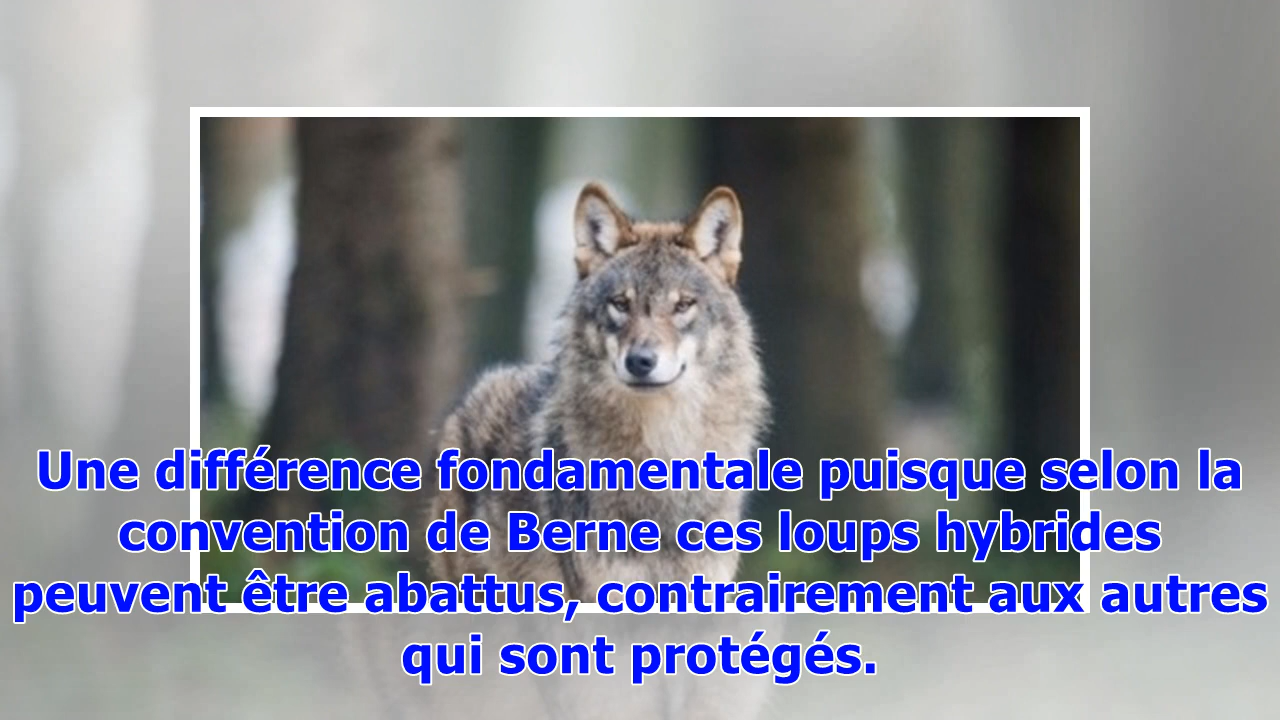 Une différence fondamentale puisque selon la
convention de Berne ces loups hybrides
peuvent être abattus, contrairement aux autres
qui sont protégés.